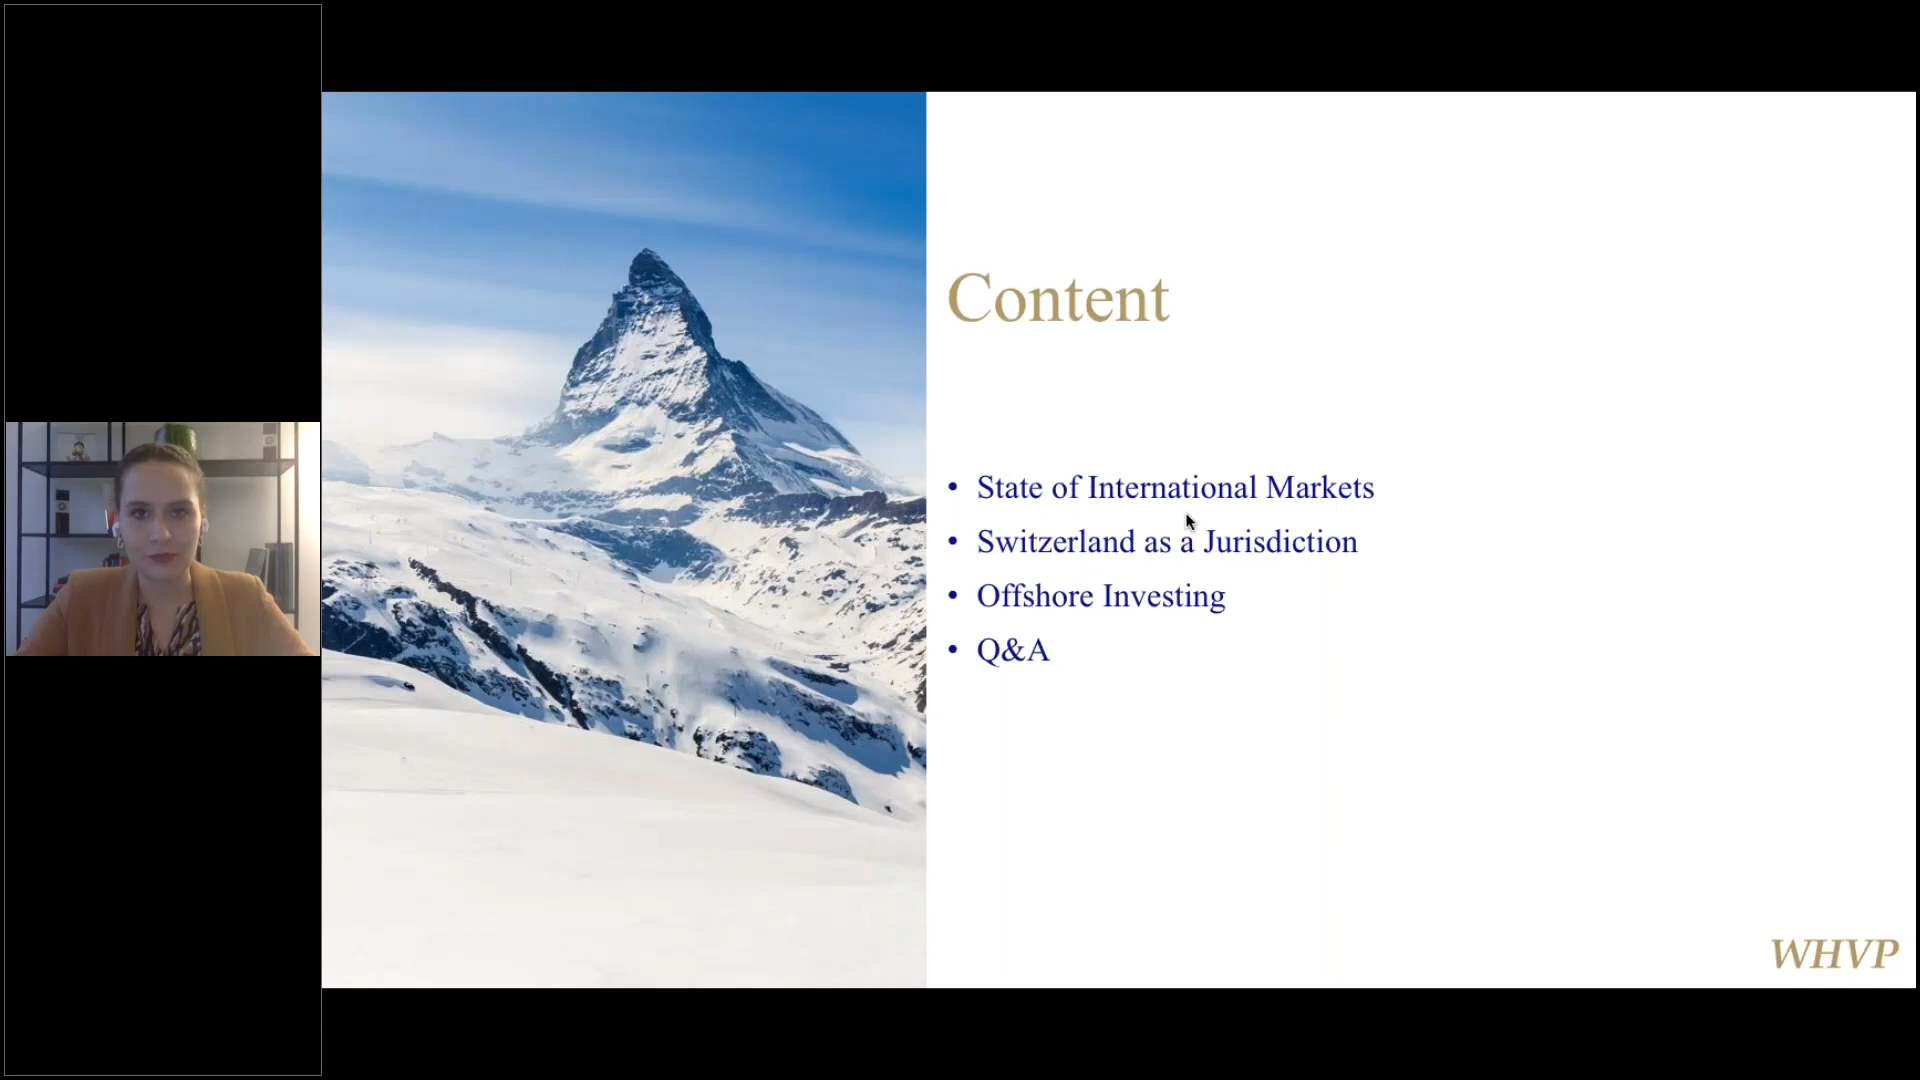 Content
• State of International Markets
• Switzerland as a Jurisdiction
• Offshore Investing
• Q&A
WHVP